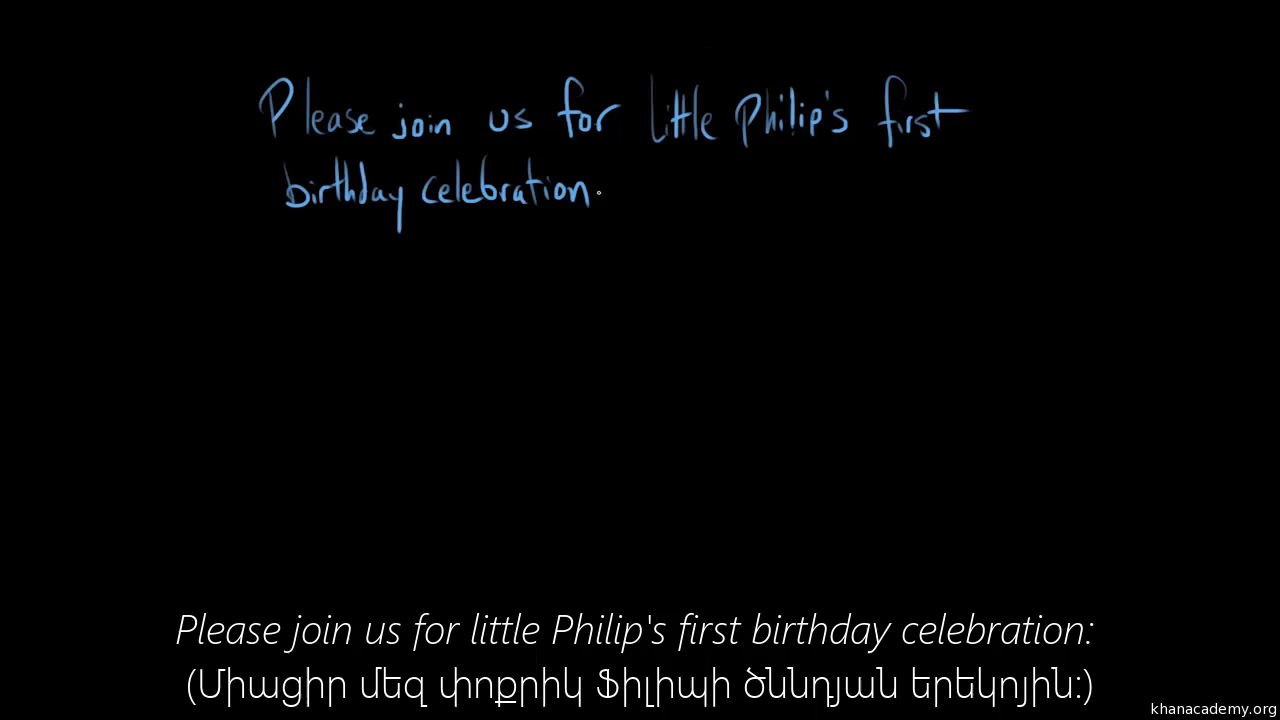 Please join us for little Philip's first
birthday celebration.
Please join us for little Philip's first birthday celebration:
(Միացիր մեզ փոքրիկ Ֆիլիպի ծննդյան երեկոյին:)
khanacademy.org